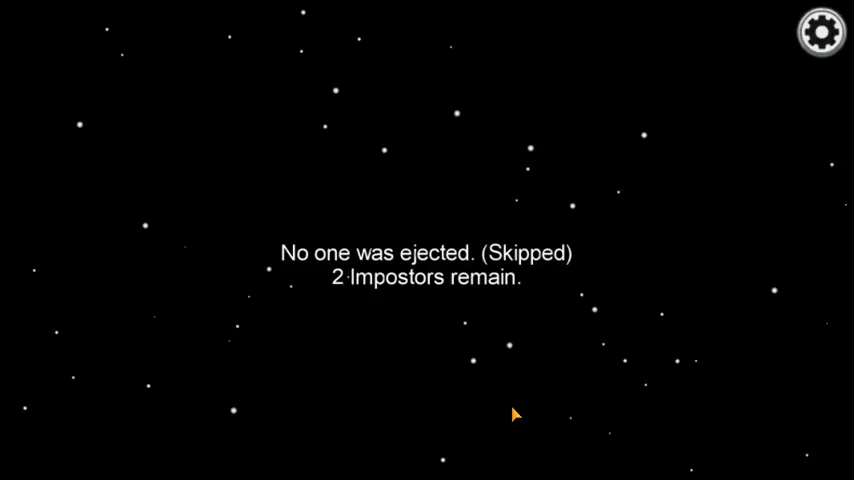 No one was ejected. (Skipped)
2 Impostors remain.